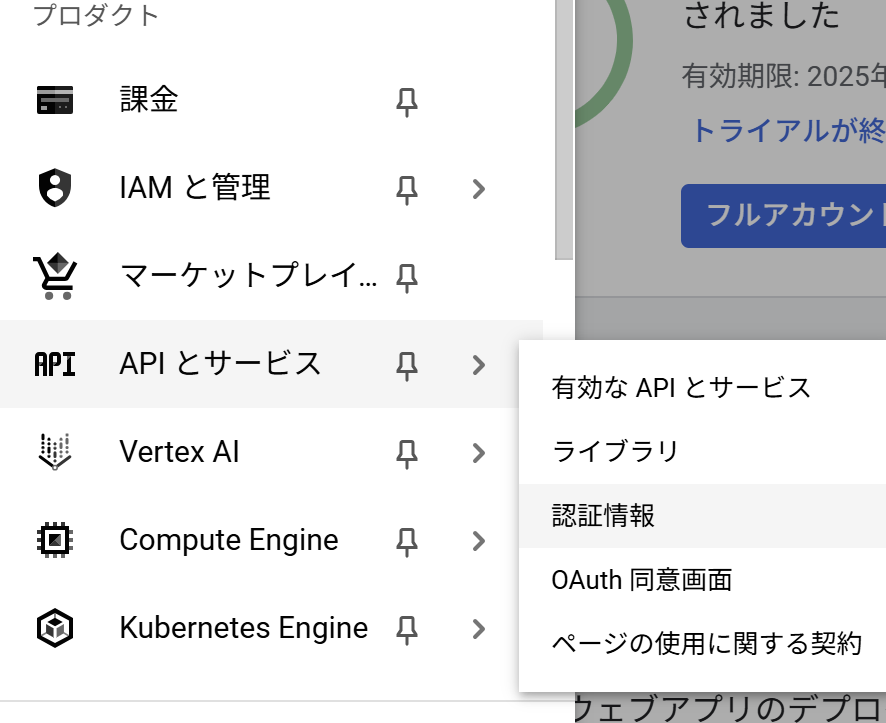 プロダクト
課金
IAM と管理
マーケットプレイ...
API API とサービス
Vertex AI
Compute Engine
Kubernetes Engine
されました
有効期限: 2025年
トライアルが終
フルアカウント
有効な API とサービス
ライブラリ
認証情報
OAuth 同意画面
ページの使用に関する契約
ウェブアプリのデプロ